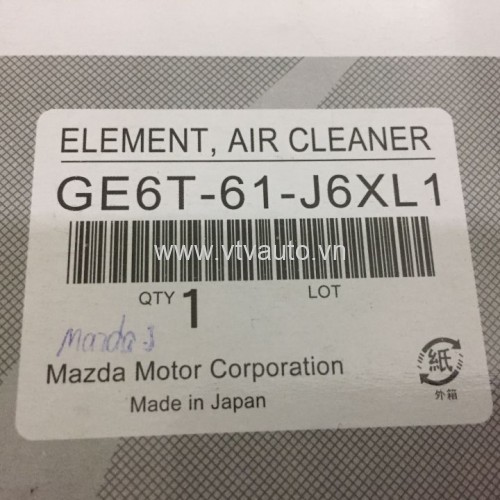 ELEMENT, AIR CLEANER
GE6T-61-J6XL1
www.vtvauto.vn
QTY 1 LOT
Mazda 3
Mazda Motor Corporation
Made in Japan
紙
外箱